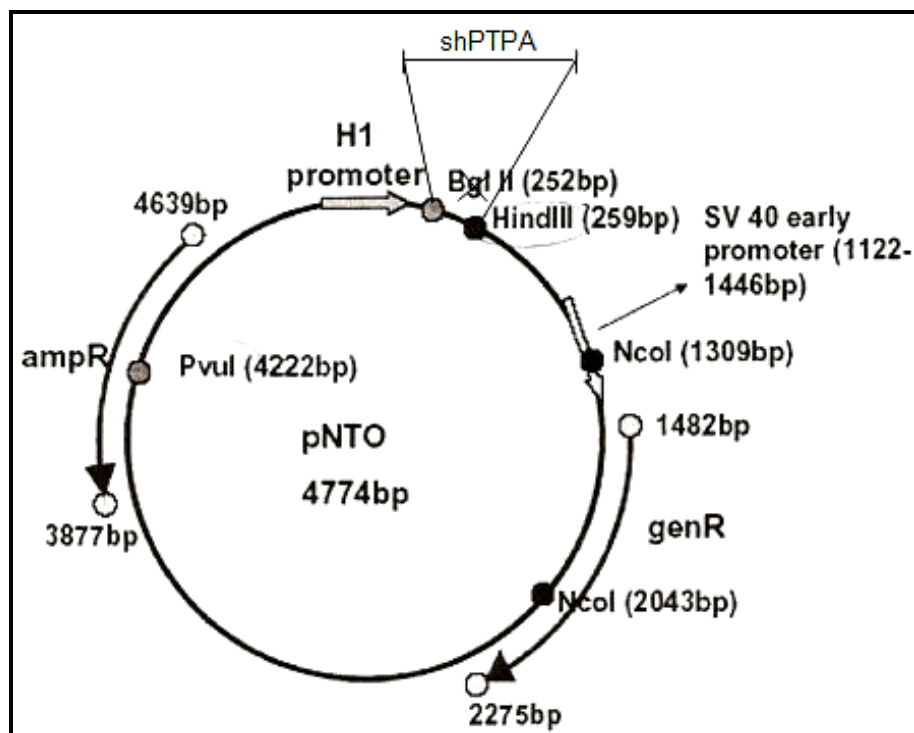 shPTPA
H1
promoter
Bgl II (252bp)
HindIII (259bp)
4639bp
SV 40 early
promoter (1122-
1446bp)
ampR
PvuI (4222bp)
NcoI (1309bp)
1482bp
pNTO
4774bp
genR
3877bp
NcoI (2043bp)
2275bp